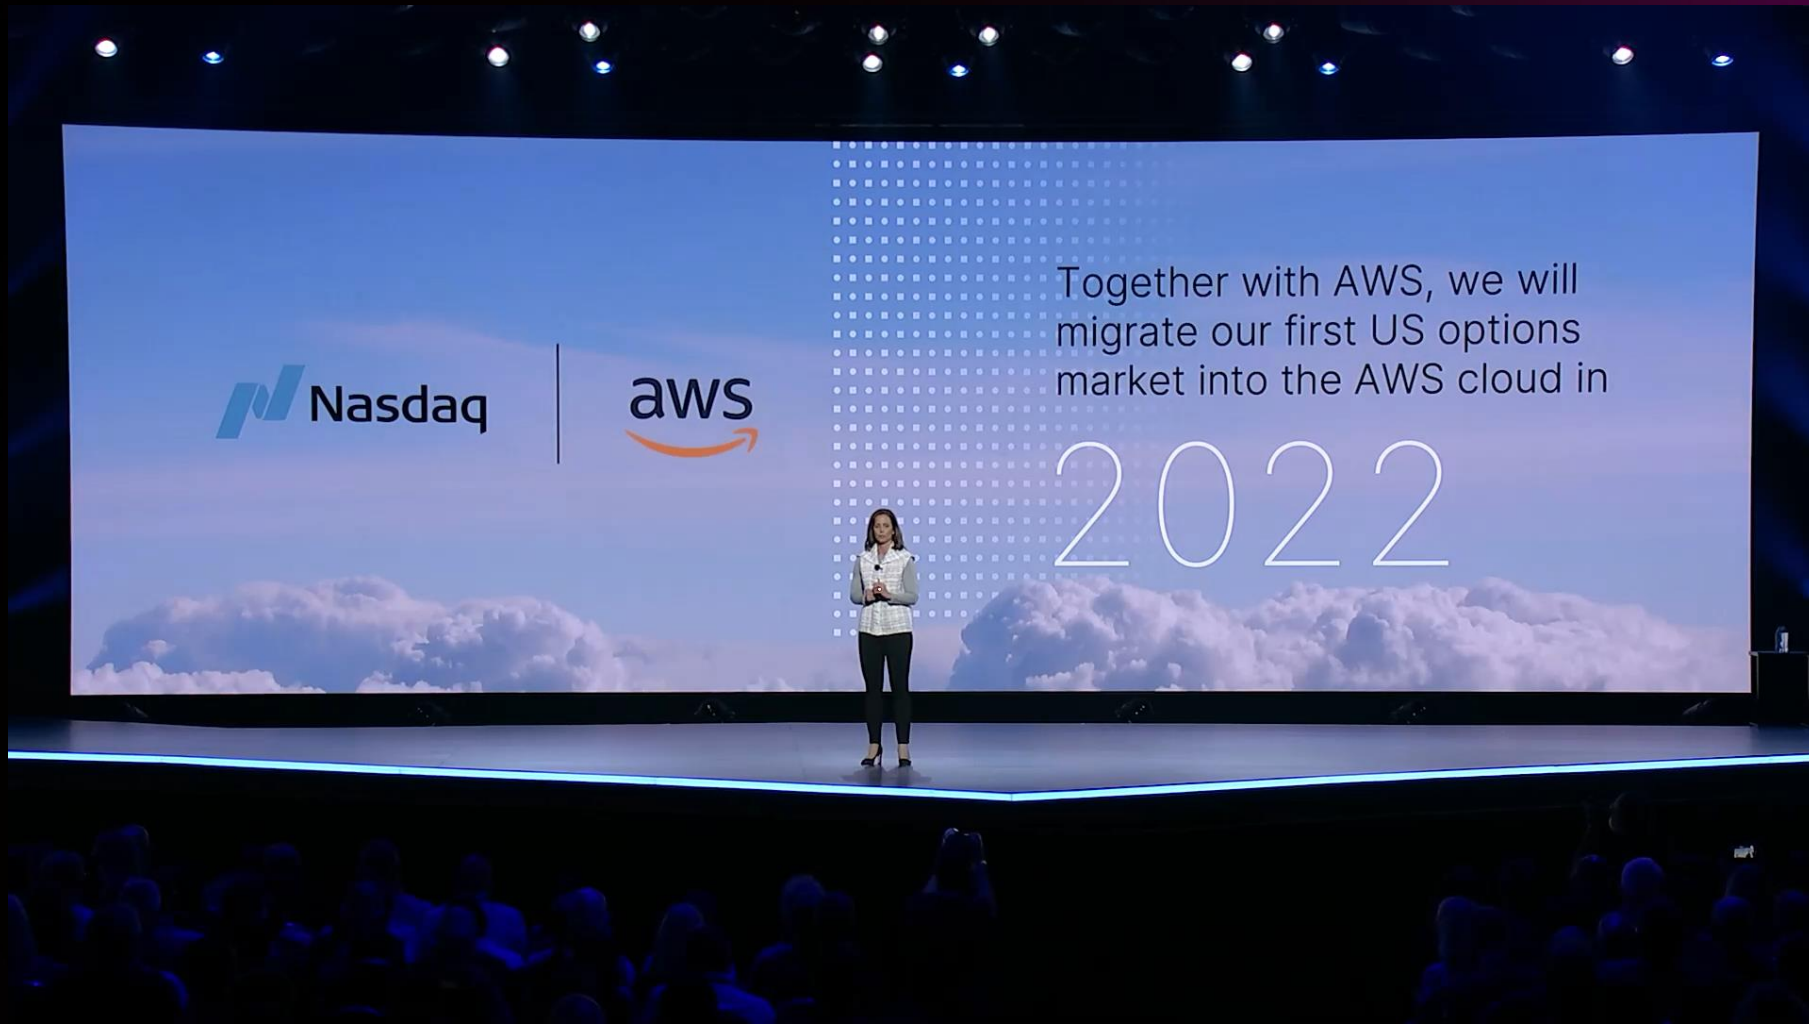 Nasdaq
aws
Together with AWS, we will
migrate our first US options
market into the AWS cloud in
2022